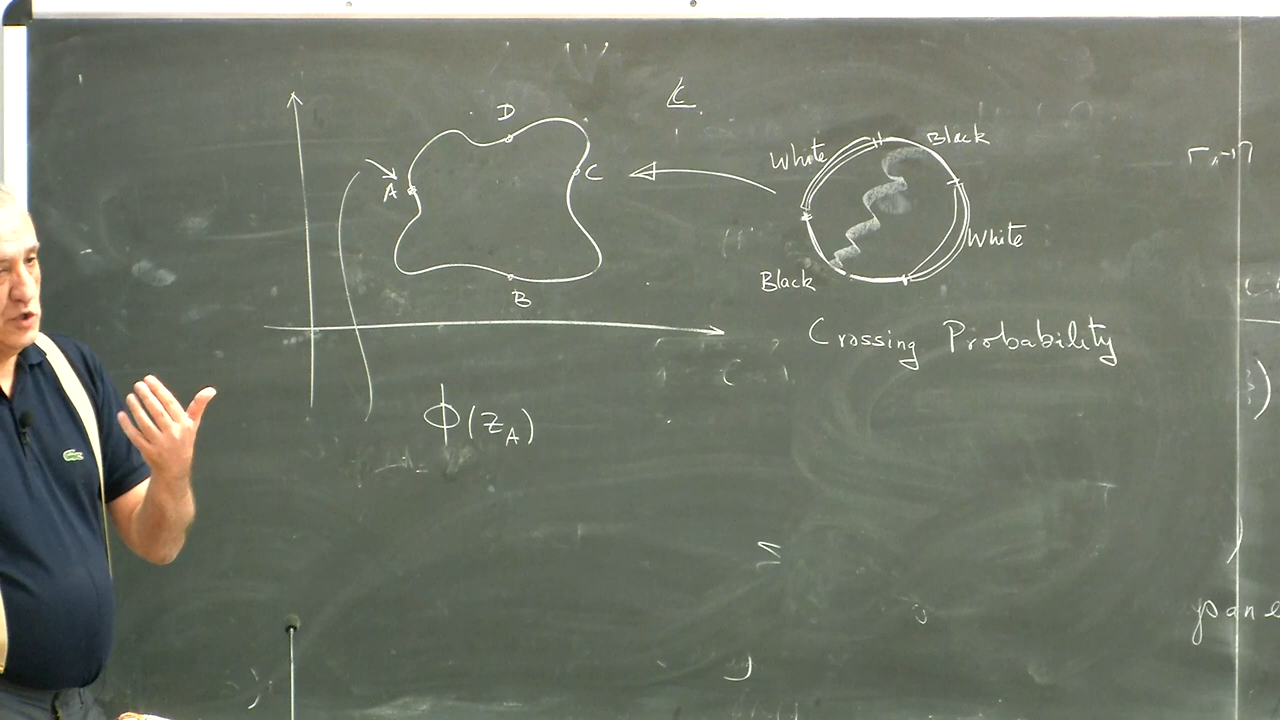 D
A
C
B
Φ(z_A)
White
Black
White
Black
Crossing Probability